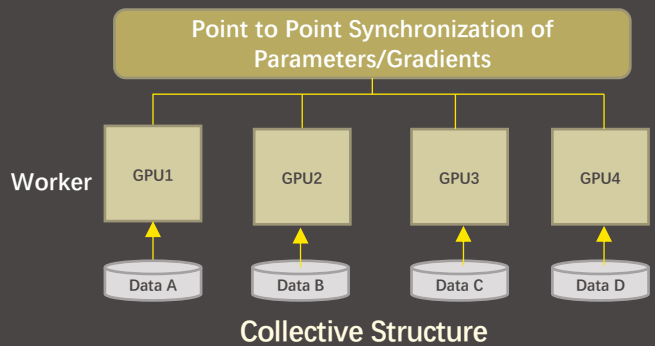 Point to Point Synchronization of
Parameters/Gradients
Worker
GPU1
GPU2
GPU3
GPU4
Data A
Data B
Data C
Data D
Collective Structure